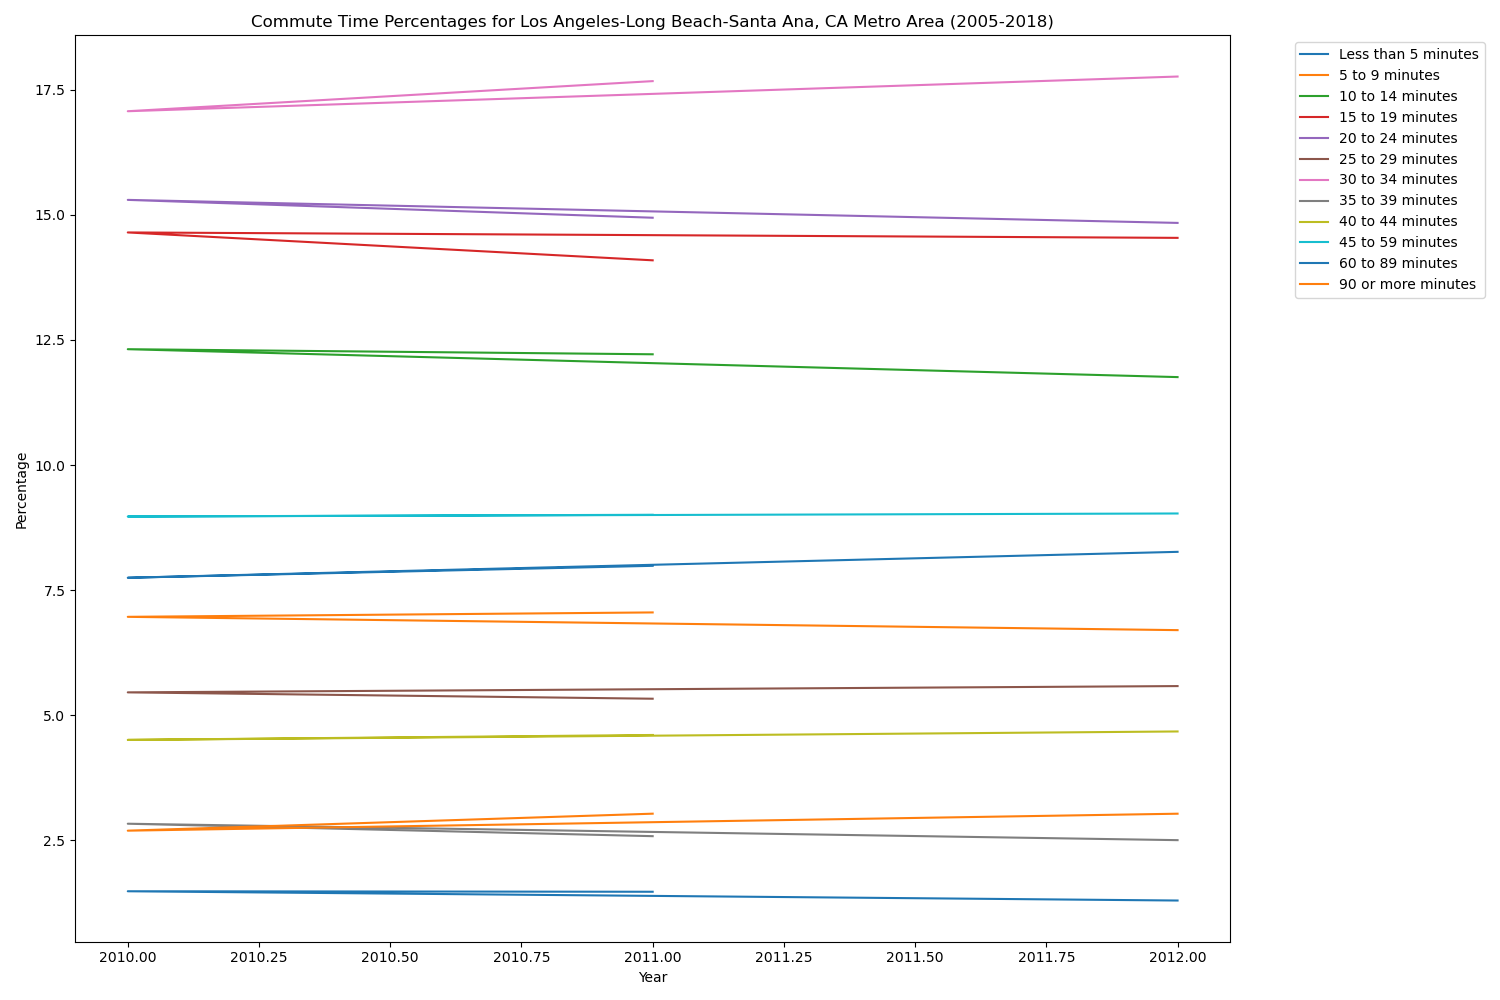 Commute Time Percentages for Los Angeles-Long Beach-Santa Ana, CA Metro Area (2005-2018)
17.5
15.0
12.5
10.0
7.5
5.0
2.5
Percentage
2010.00
2010.25
2010.50
2010.75
2011.00
2011.25
2011.50
2011.75
2012.00
Year
Less than 5 minutes
5 to 9 minutes
10 to 14 minutes
15 to 19 minutes
20 to 24 minutes
25 to 29 minutes
30 to 34 minutes
35 to 39 minutes
40 to 44 minutes
45 to 59 minutes
60 to 89 minutes
90 or more minutes